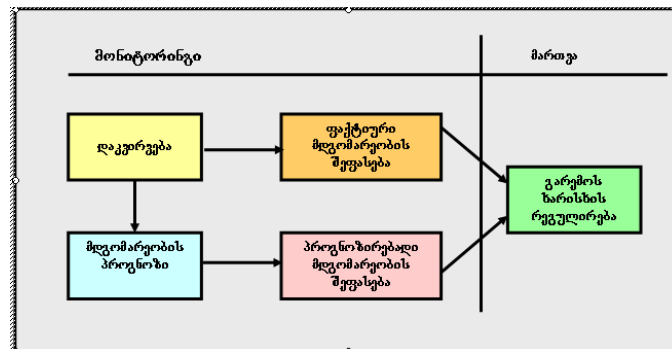 მონიტორინგი
მართვა
დაკვირვება
ფაქტიური
მდგომარეობის
შეფასება
მდგომარეობის
პროგნოზი
პროგნოზირებადი
მდგომარეობის
შეფასება
გარემოს
ხარისხის
რეგულირება